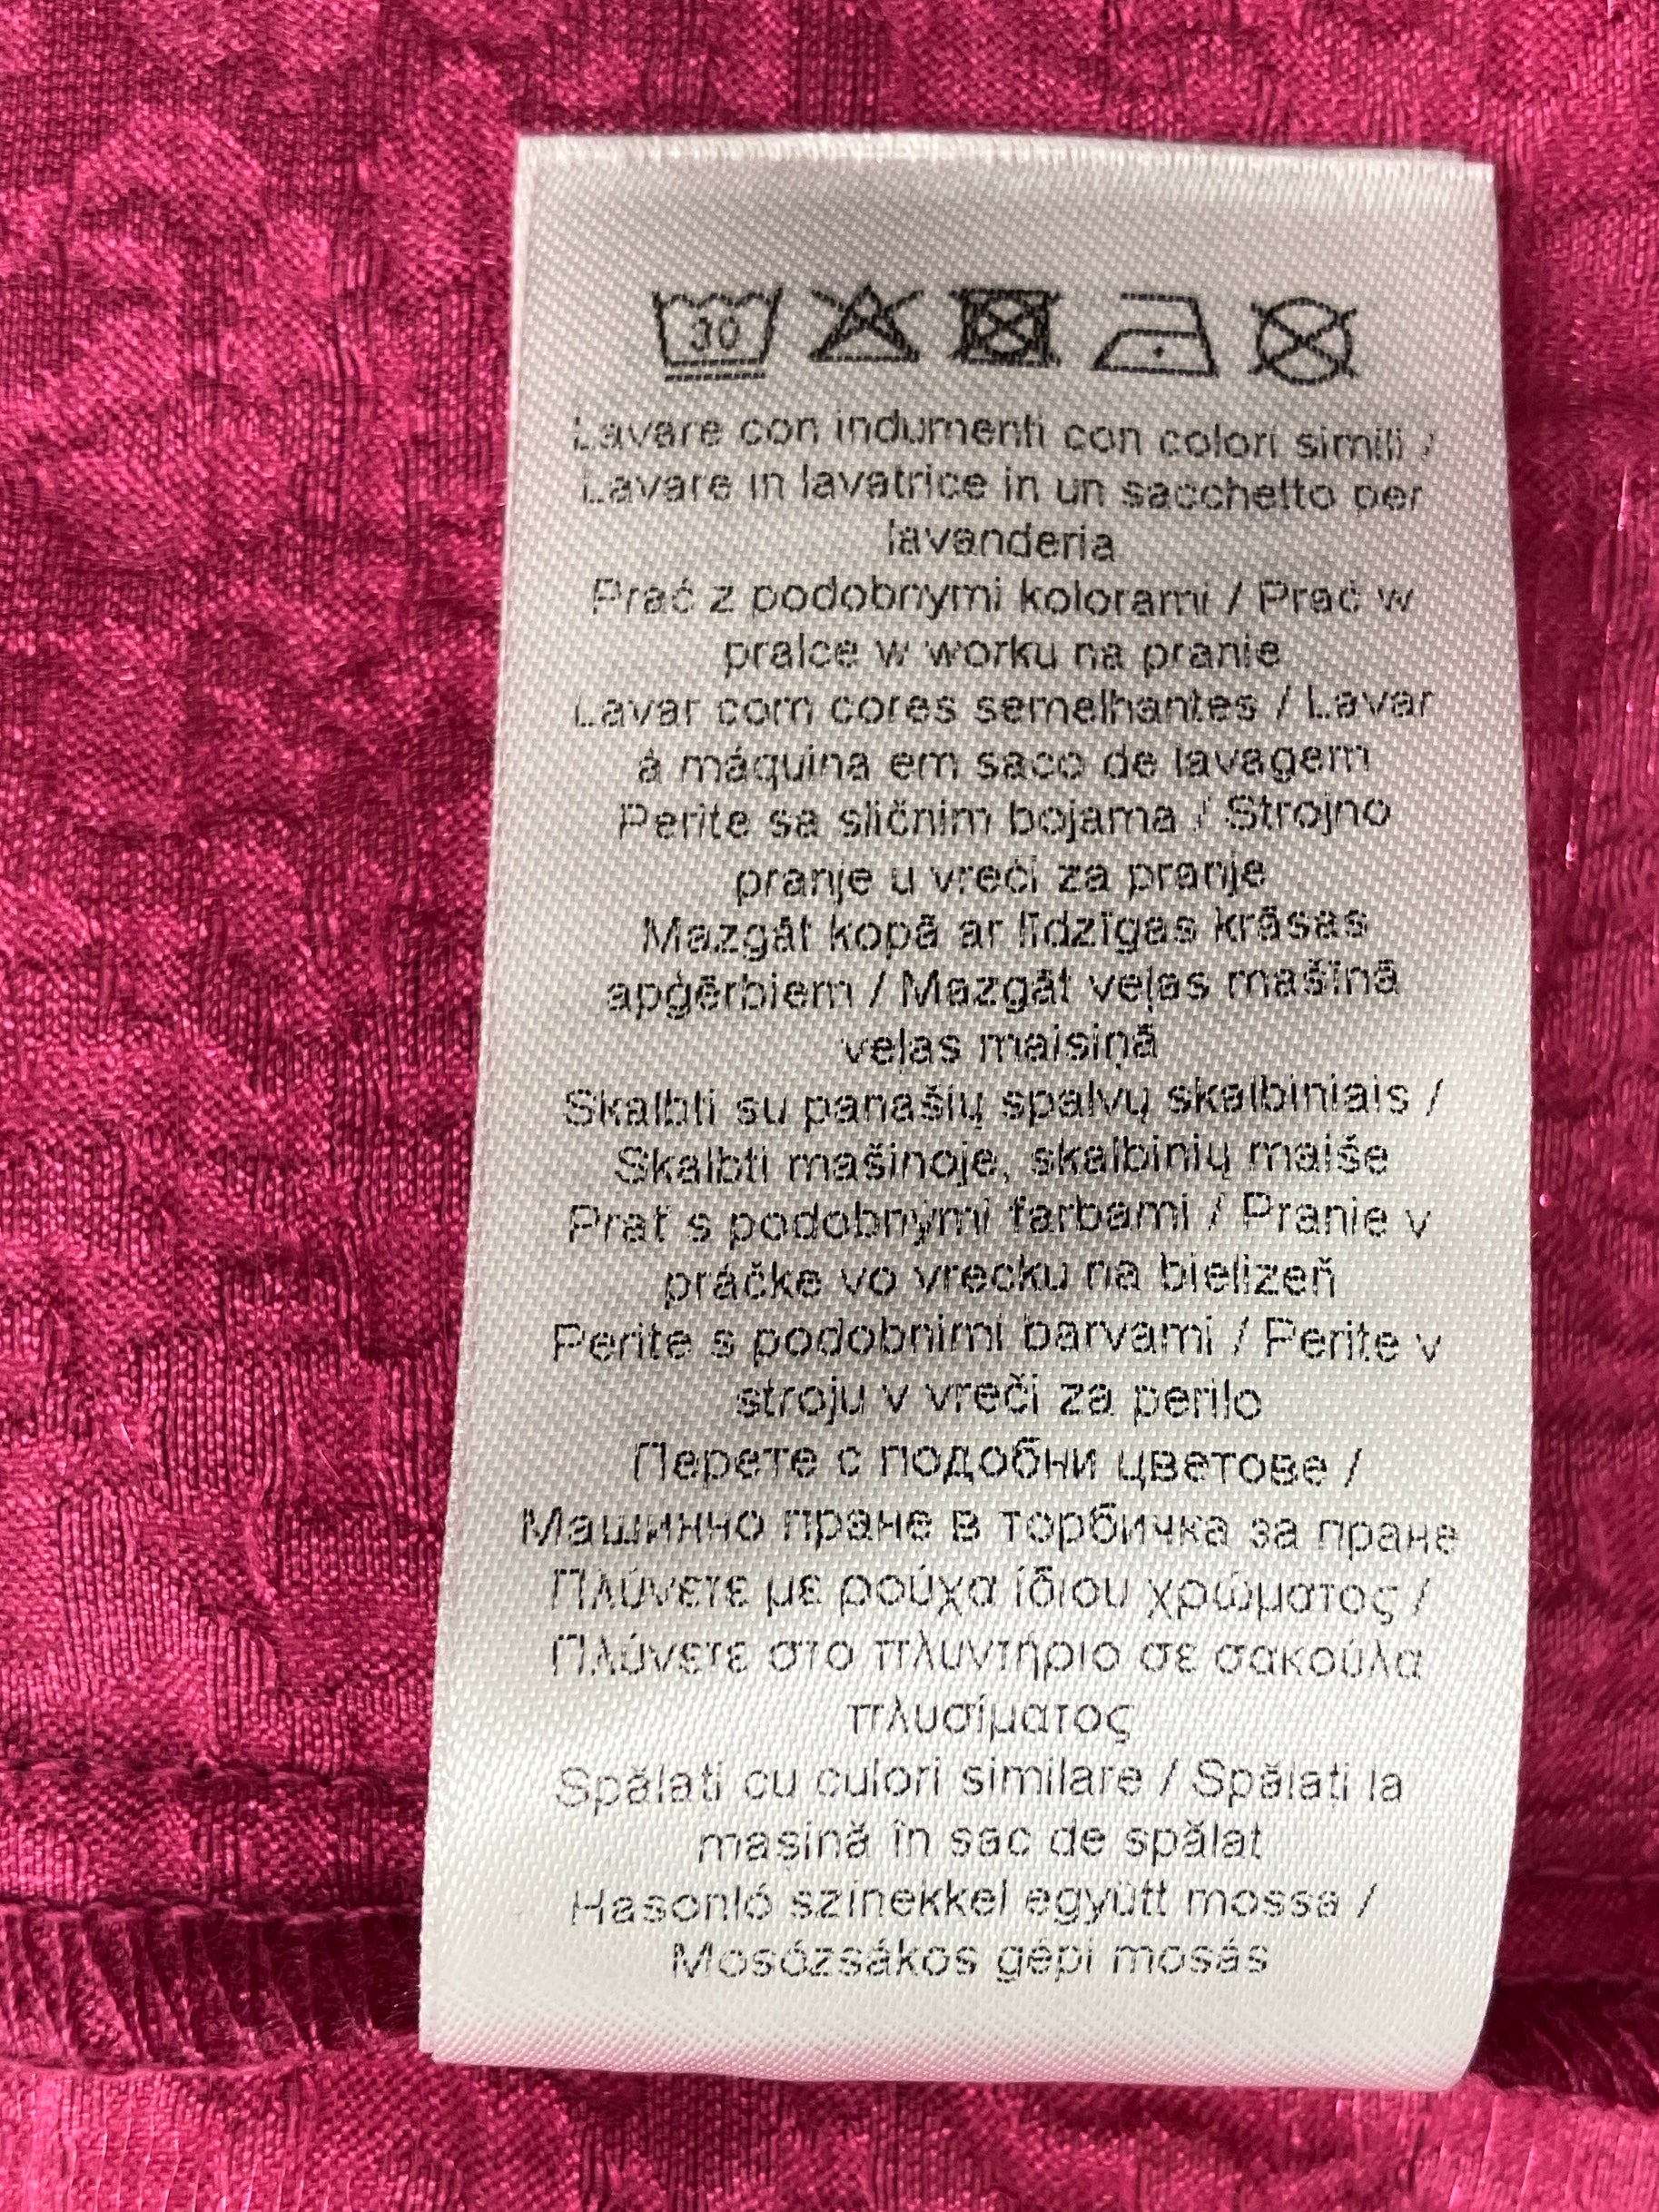 30
Lavare con indumenti con colori simili /
Lavare in lavatrice in un sacchetto per
lavanderia
Prać z podobnymi kolorami / Prać w
pralce w worku na pranie
Lavar com cores semelhantes / Lavar
à máquina em saco de lavagem
Perite sa sličnim bojama / Strojno
pranje u vreći za pranje
Mazgāt kopā ar līdzīgas krāsas
apģērbiem / Mazgāt veļas mašīnā
veļas maisiņā
Skalbti su panašių spalvų skalbiniais /
Skalbti mašinoje, skalbinių maiše
Prať s podobnými farbami / Pranie v
práčke vo vrecku na bielizeň
Perite s podobnimi barvami / Perite v
stroju v vreči za perilo
Перете с подобни цветове /
Машинно пране в торбичка за пране
Πλύνετε με ρούχα ίδιου χρώματος /
Πλύνετε στο πλυντήριο σε σακούλα
πλυσίματος
Spălați cu culori similare / Spălați la
mașină în sac de spălat
Hasonló színekkel együtt mossa /
Mosózsákos gépi mosás